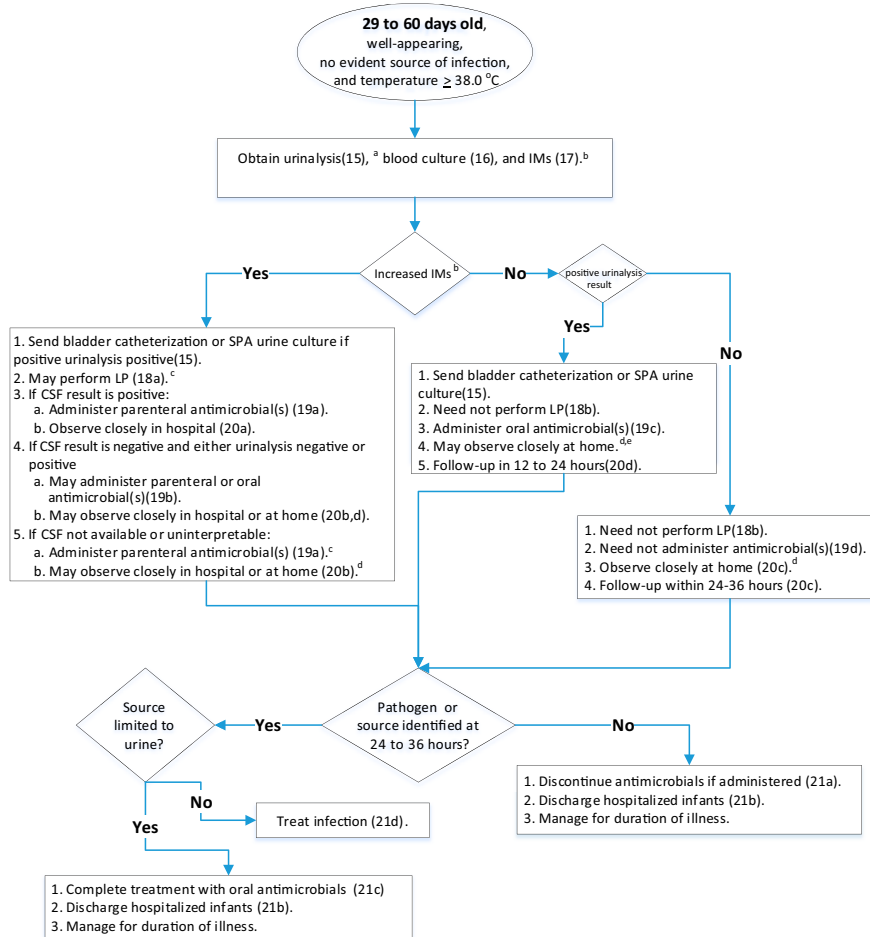 29 to 60 days old,
well-appearing,
no evident source of infection,
and temperature ≥ 38.0 °C
Obtain urinalysis(15), a blood culture (16), and IMs (17).b
Increased IMs b
Yes
No
positive urinalysis
result
Yes
No
1. Send bladder catheterization or SPA urine culture if
positive urinalysis positive(15).
2. May perform LP (18a).c
3. If CSF result is positive:
a. Administer parenteral antimicrobial(s) (19a).
b. Observe closely in hospital (20a).
4. If CSF result is negative and either urinalysis negative or
positive
a. May administer parenteral or oral
antimicrobial(s)(19b).
b. May observe closely in hospital or at home (20b,d).
5. If CSF not available or uninterpretable:
a. Administer parenteral antimicrobial(s) (19a).c
b. May observe closely in hospital or at home (20b).d
1. Send bladder catheterization or SPA urine
culture(15).
2. Need not perform LP(18b).
3. Administer oral antimicrobial(s)(19c).
4. May observe closely at home.d,e
5. Follow-up in 12 to 24 hours(20d).
1. Need not perform LP(18b).
2. Need not administer antimicrobial(s)(19d).
3. Observe closely at home (20c).d
4. Follow-up within 24-36 hours (20c).
Pathogen or
source identified at
24 to 36 hours?
Yes
No
Source
limited to
urine?
No
Yes
Treat infection (21d).
1. Discontinue antimicrobials if administered (21a).
2. Discharge hospitalized infants (21b).
3. Manage for duration of illness.
1. Complete treatment with oral antimicrobials (21c)
2. Discharge hospitalized infants (21b).
3. Manage for duration of illness.